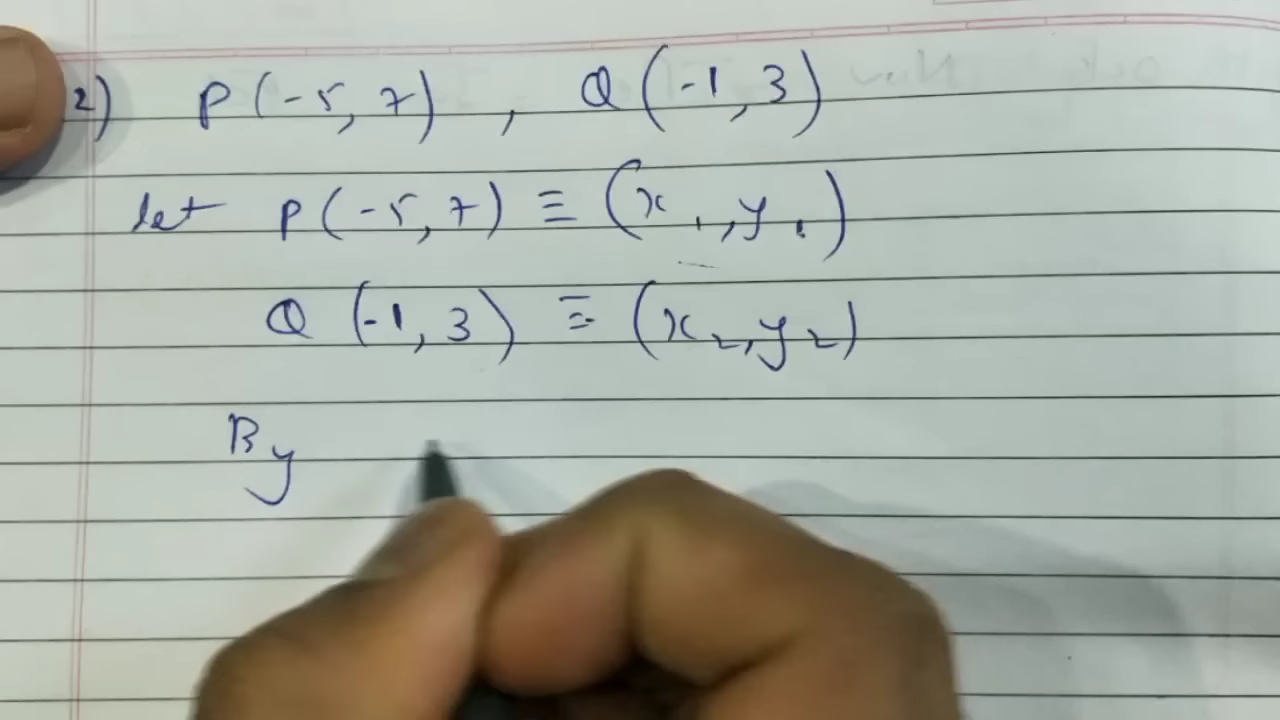 2) P(-5, 7) , Q(-1, 3)
let P(-5, 7) ≡ (x₁, y₁)
Q(-1, 3) ≡ (x₂, y₂)
By